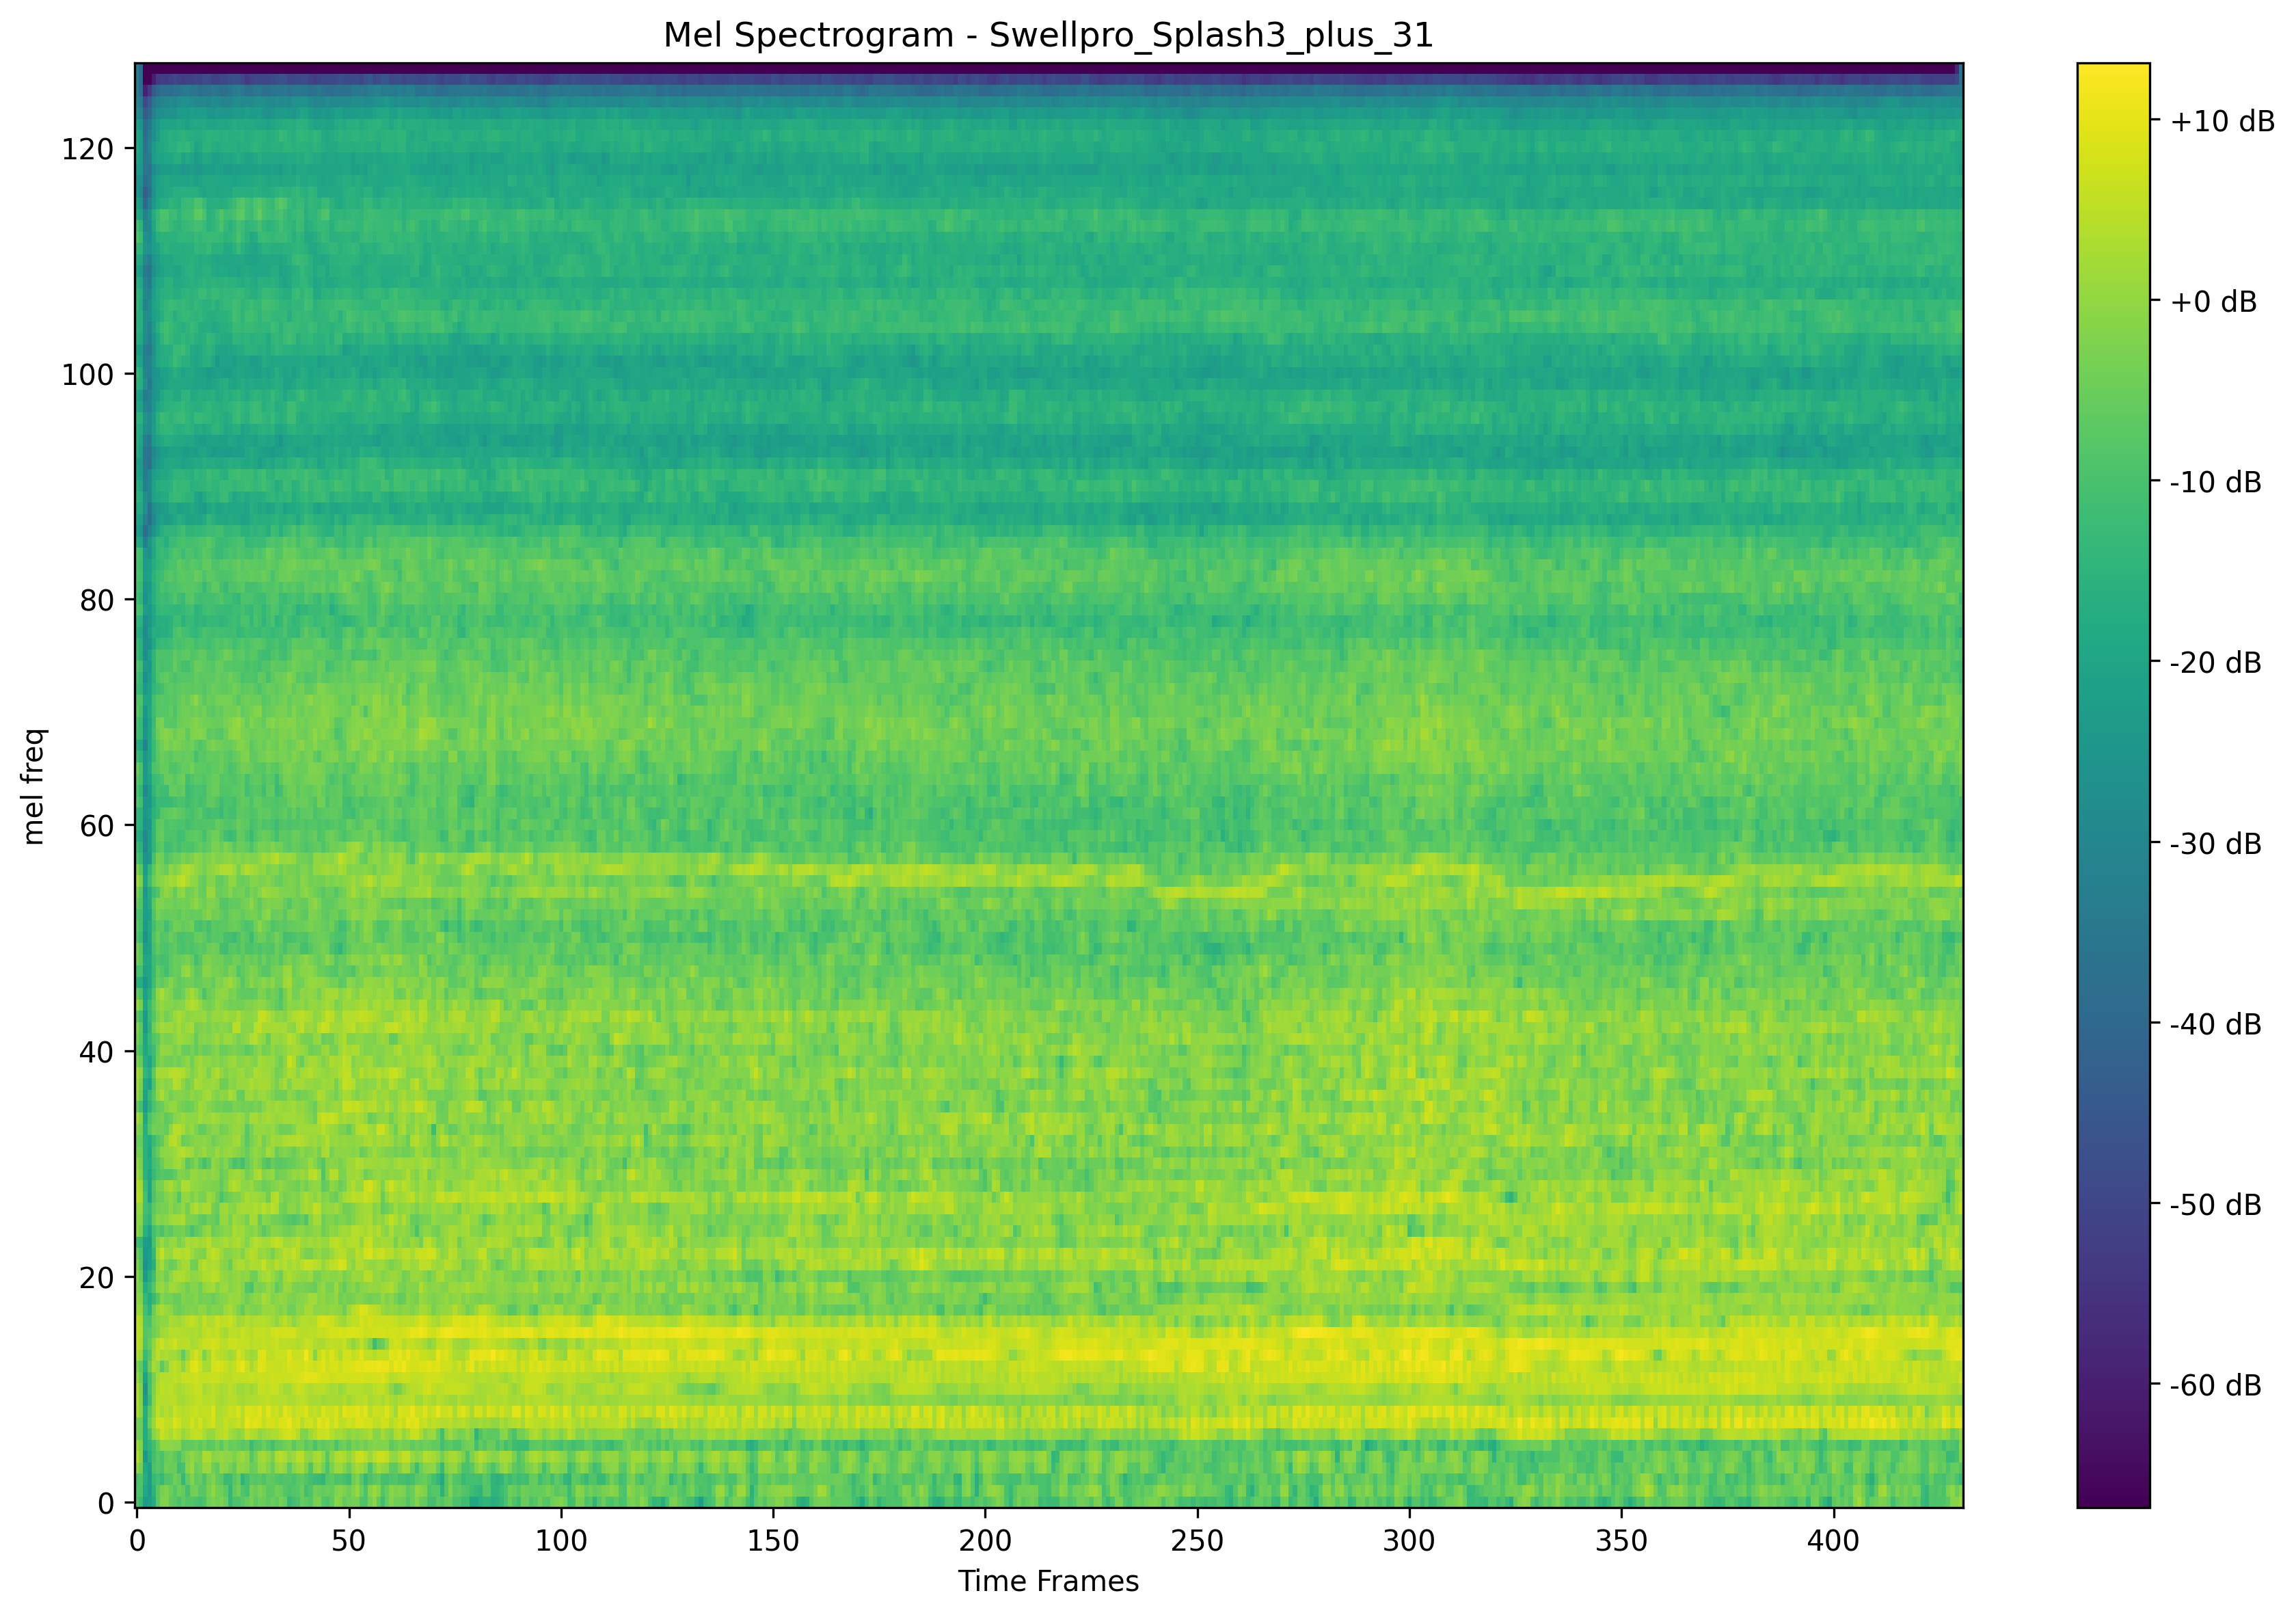 Mel Spectrogram - Swellpro_Splash3_plus_31
mel freq
120
100
80
60
40
20
0
0 50 100 150 200 250 300 350 400
Time Frames
+10 dB
+0 dB
-10 dB
-20 dB
-30 dB
-40 dB
-50 dB
-60 dB